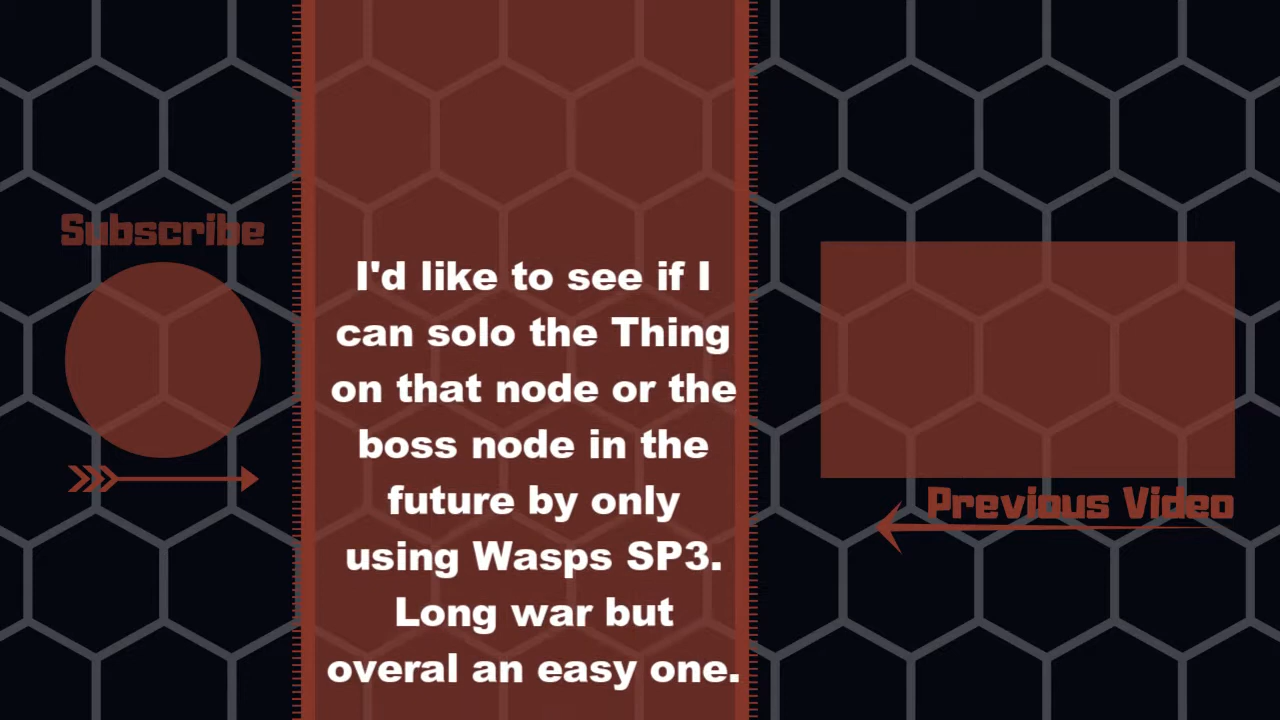 Subscribe
I'd like to see if I
can solo the Thing
on that node or the
boss node in the
future by only
using Wasps SP3.
Long war but
overal an easy one.
Previous Video